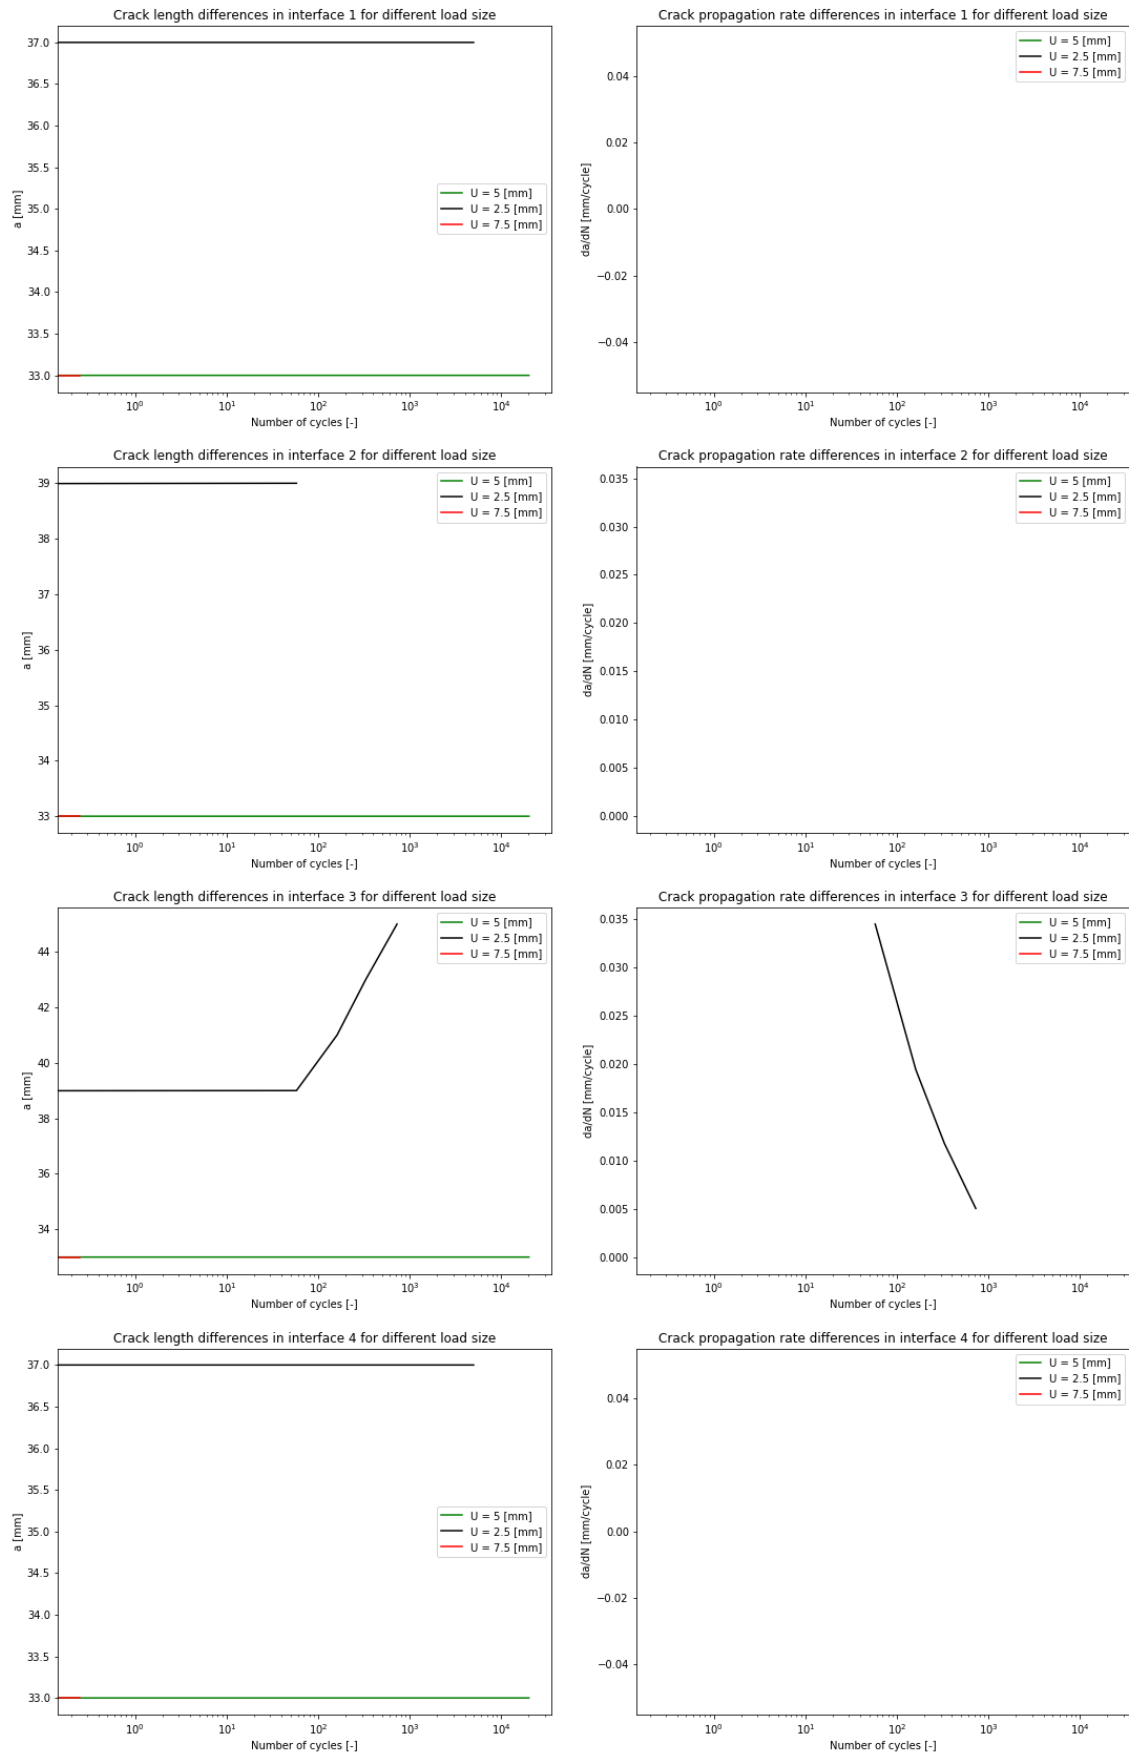 Crack length differences in interface 1 for different load size
37.0
36.5
36.0
35.5
35.0
34.5
34.0
33.5
33.0
a [mm]
U = 5 [mm]
U = 2.5 [mm]
U = 7.5 [mm]
10^0 10^1 10^2 10^3 10^4
Number of cycles [-]
Crack propagation rate differences in interface 1 for different load size
0.04
0.02
0.00
−0.02
−0.04
da/dN [mm/cycle]
U = 5 [mm]
U = 2.5 [mm]
U = 7.5 [mm]
10^0 10^1 10^2 10^3 10^4
Number of cycles [-]
Crack length differences in interface 2 for different load size
39
38
37
36
35
34
33
a [mm]
U = 5 [mm]
U = 2.5 [mm]
U = 7.5 [mm]
10^0 10^1 10^2 10^3 10^4
Number of cycles [-]
Crack propagation rate differences in interface 2 for different load size
0.035
0.030
0.025
0.020
0.015
0.010
0.005
0.000
da/dN [mm/cycle]
U = 5 [mm]
U = 2.5 [mm]
U = 7.5 [mm]
10^0 10^1 10^2 10^3 10^4
Number of cycles [-]
Crack length differences in interface 3 for different load size
44
42
40
38
36
34
a [mm]
U = 5 [mm]
U = 2.5 [mm]
U = 7.5 [mm]
10^0 10^1 10^2 10^3 10^4
Number of cycles [-]
Crack propagation rate differences in interface 3 for different load size
0.035
0.030
0.025
0.020
0.015
0.010
0.005
0.000
da/dN [mm/cycle]
U = 5 [mm]
U = 2.5 [mm]
U = 7.5 [mm]
10^0 10^1 10^2 10^3 10^4
Number of cycles [-]
Crack length differences in interface 4 for different load size
37.0
36.5
36.0
35.5
35.0
34.5
34.0
33.5
33.0
a [mm]
U = 5 [mm]
U = 2.5 [mm]
U = 7.5 [mm]
10^0 10^1 10^2 10^3 10^4
Number of cycles [-]
Crack propagation rate differences in interface 4 for different load size
0.04
0.02
0.00
−0.02
−0.04
da/dN [mm/cycle]
U = 5 [mm]
U = 2.5 [mm]
U = 7.5 [mm]
10^0 10^1 10^2 10^3 10^4
Number of cycles [-]